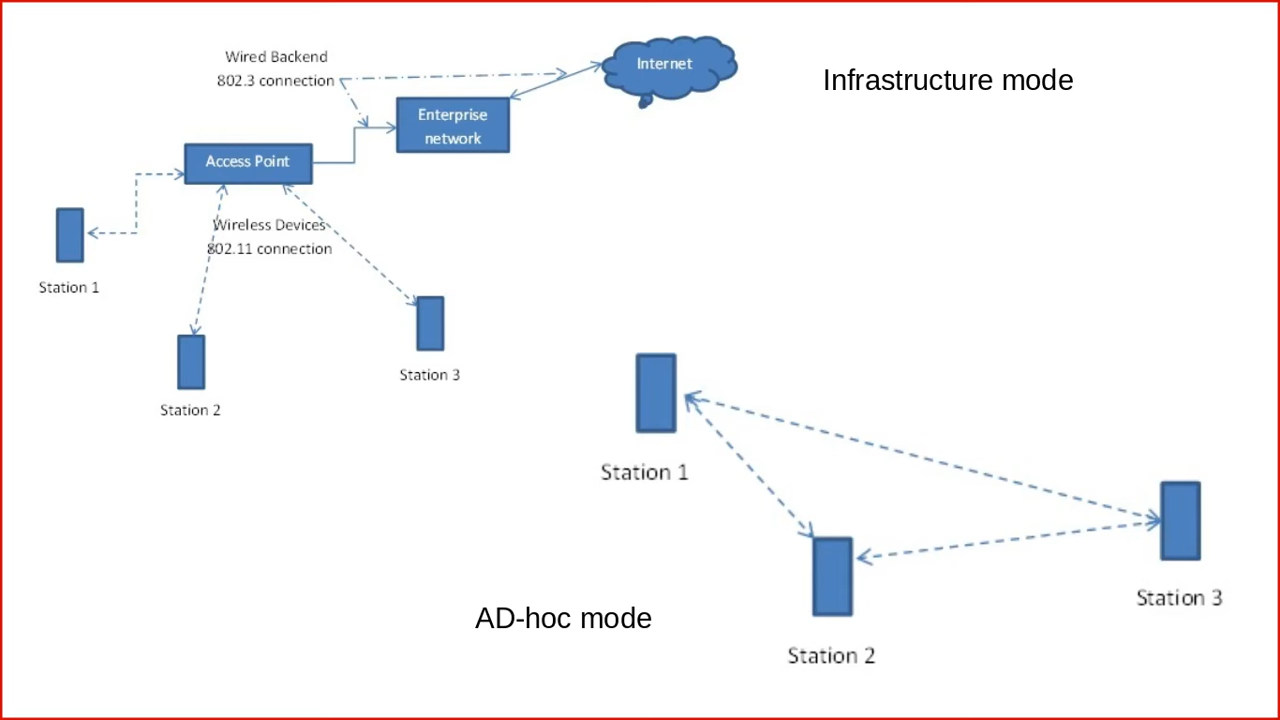 Wired Backend
802.3 connection
Internet
Infrastructure mode
Enterprise
network
Access Point
Wireless Devices
802.11 connection
Station 1
Station 3
Station 2
Station 1
Station 3
AD-hoc mode
Station 2